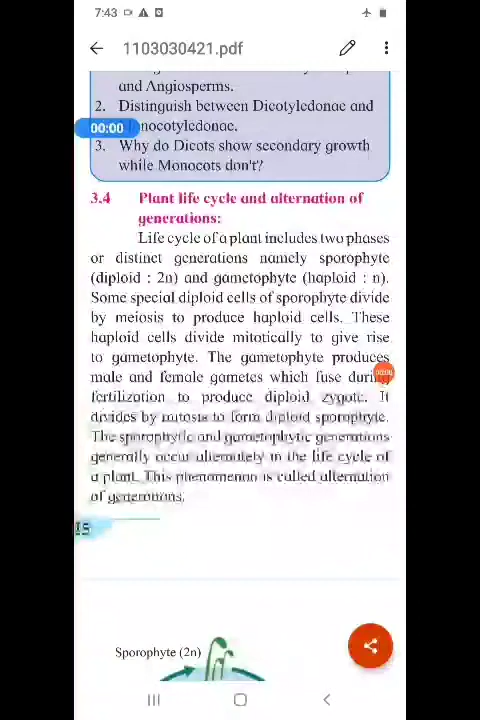 7:43
1103030421.pdf
and Angiosperms.
2. Distinguish between Dicotyledonae and
00:00 nocotyledonae.
3. Why do Dicots show secondary growth
while Monocots don't?
3.4 Plant life cycle and alternation of
generations:
Life cycle of a plant includes two phases
or distinct generations namely sporophyte
(diploid : 2n) and gametophyte (haploid : n).
Some special diploid cells of sporophyte divide
by meiosis to produce haploid cells. These
haploid cells divide mitotically to give rise
to gametophyte. The gametophyte produces
male and female gametes which fuse during
00:00
fertilization to produce diploid zygote. It
divides by mitosis to form diploid sporophyte.
The sporophytic and gametophytic generations
generally occur alternately in the life cycle of
a plant. This phenomenon is called alternation
of generations.
15
Sporophyte (2n)